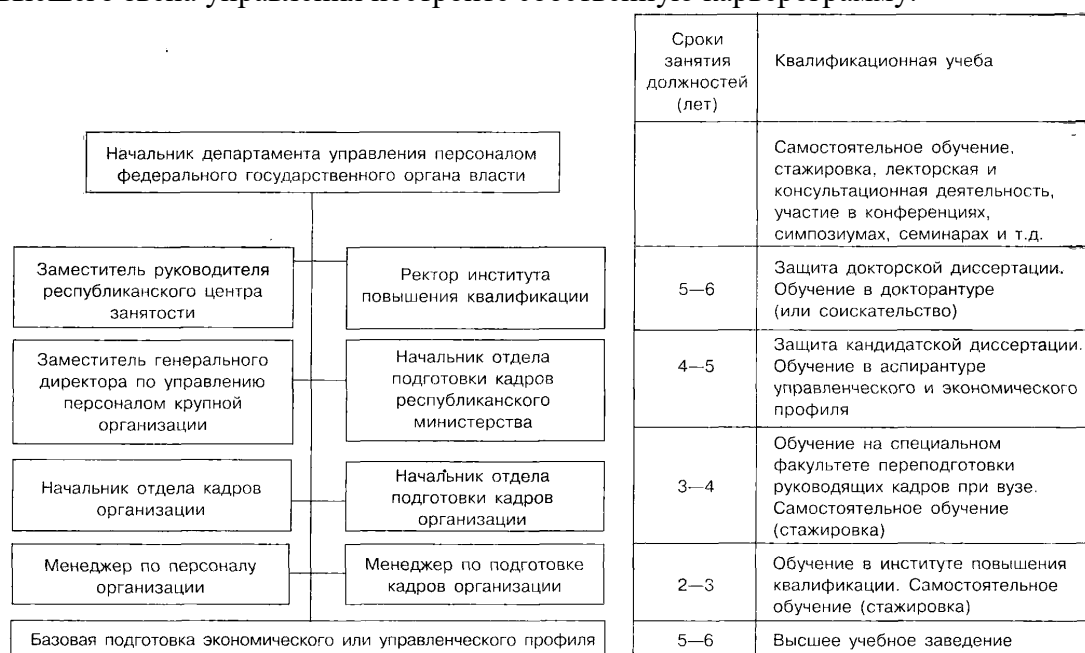 Сроки
занятия
должностей
(лет)
Квалификационная учеба
Начальник департамента управления персоналом
федерального государственного органа власти
Самостоятельное обучение,
стажировка, лекторская и
консультационная деятельность,
участие в конференциях,
симпозиумах, семинарах и т.д.
Заместитель руководителя
республиканского центра
занятости
Ректор института
повышения квалификации
5—6
Защита докторской диссертации.
Обучение в докторантуре
(или соискательство)
Заместитель генерального
директора по управлению
персоналом крупной
организации
Начальник отдела
подготовки кадров
республиканского
министерства
4—5
Защита кандидатской диссертации.
Обучение в аспирантуре
управленческого и экономического
профиля
Начальник отдела кадров
организации
Начальник отдела
подготовки кадров
организации
3—4
Обучение на специальном
факультете переподготовки
руководящих кадров при вузе.
Самостоятельное обучение
(стажировка)
Менеджер по персоналу
организации
Менеджер по подготовке
кадров организации
2—3
Обучение в институте повышения
квалификации. Самостоятельное
обучение (стажировка)
Базовая подготовка экономического или управленческого профиля
5—6
Высшее учебное заведение